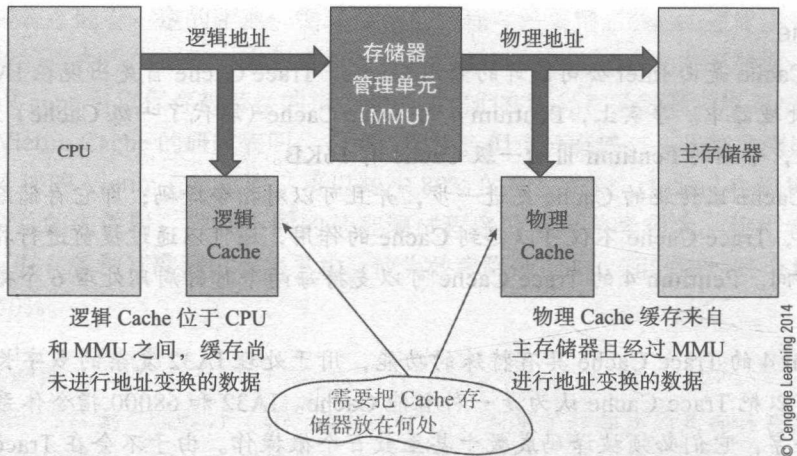 逻辑地址
物理地址
存储器
管理单元
(MMU)
CPU
主存储器
逻辑
Cache
物理
Cache
逻辑 Cache 位于 CPU
和 MMU 之间，缓存尚
未进行地址变换的数据
物理 Cache 缓存来自
主存储器且经过 MMU
变换的数据
需要把 Cache 存
储器放在何处
© Cengage Learning 2014